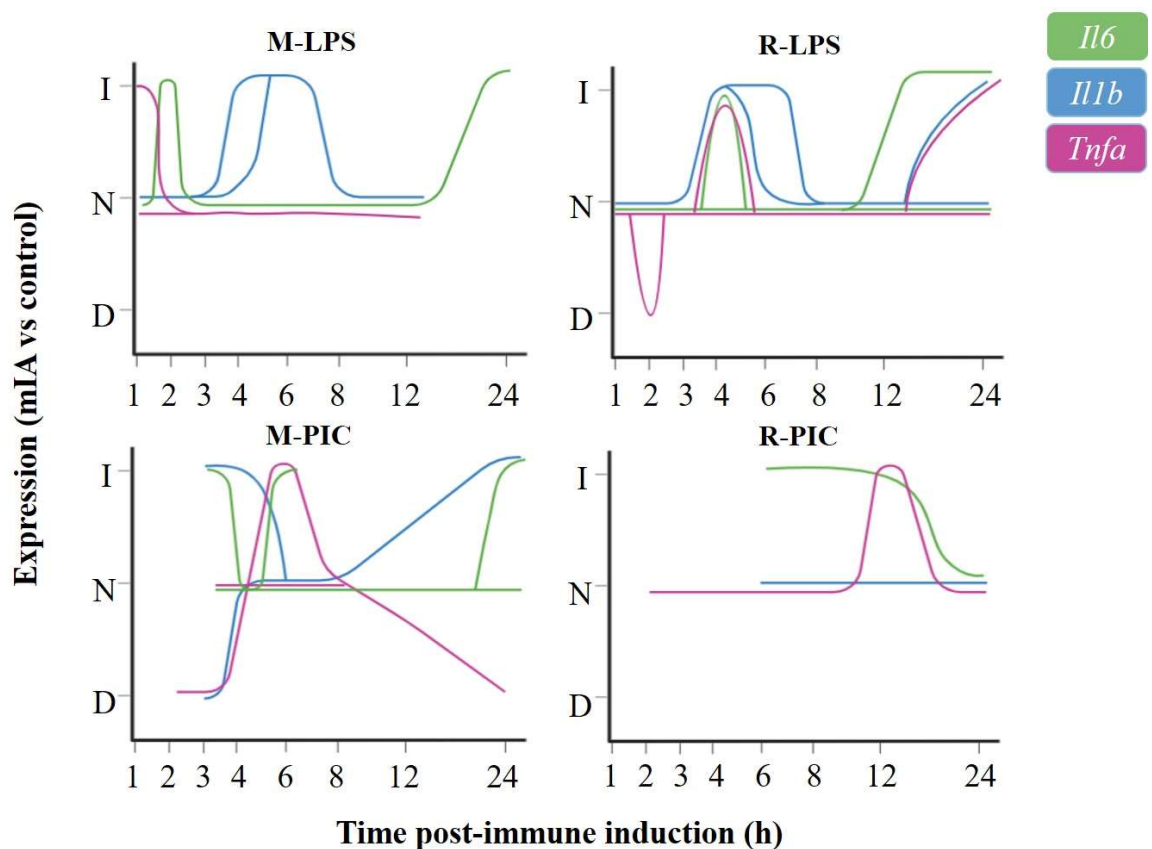 M-LPS
R-LPS
Il6
Il1b
Tnfa
I
N
D
1 2 3 4 6 8 12 24
I
N
D
1 2 3 4 6 8 12 24
Expression (mIA vs control)
M-PIC
R-PIC
I
N
D
1 2 3 4 6 8 12 24
I
N
D
1 2 3 4 6 8 12 24
Time post-immune induction (h)